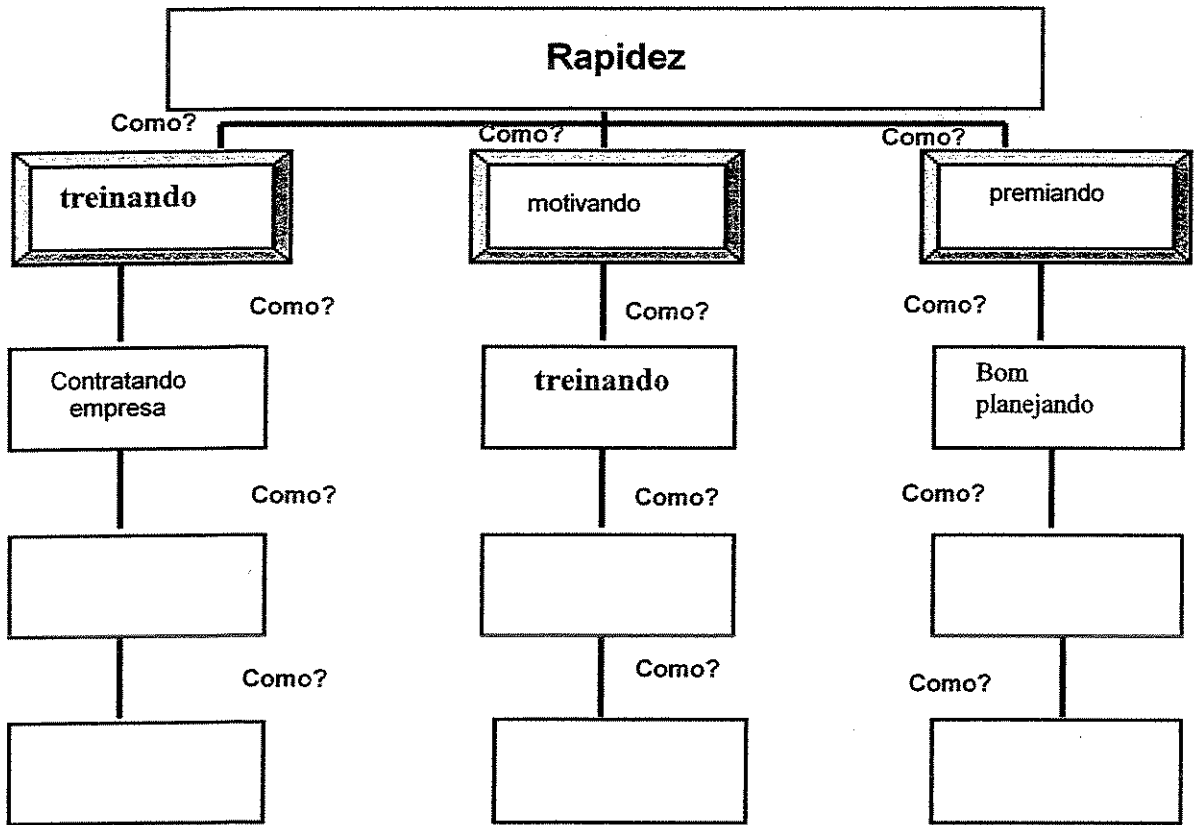 Rapidez
Como? Como? Como?
treinando motivando premiando
Como? Como? Como?
Contratando
empresa
treinando
Bom
planejando
Como? Como? Como?
Como? Como? Como?